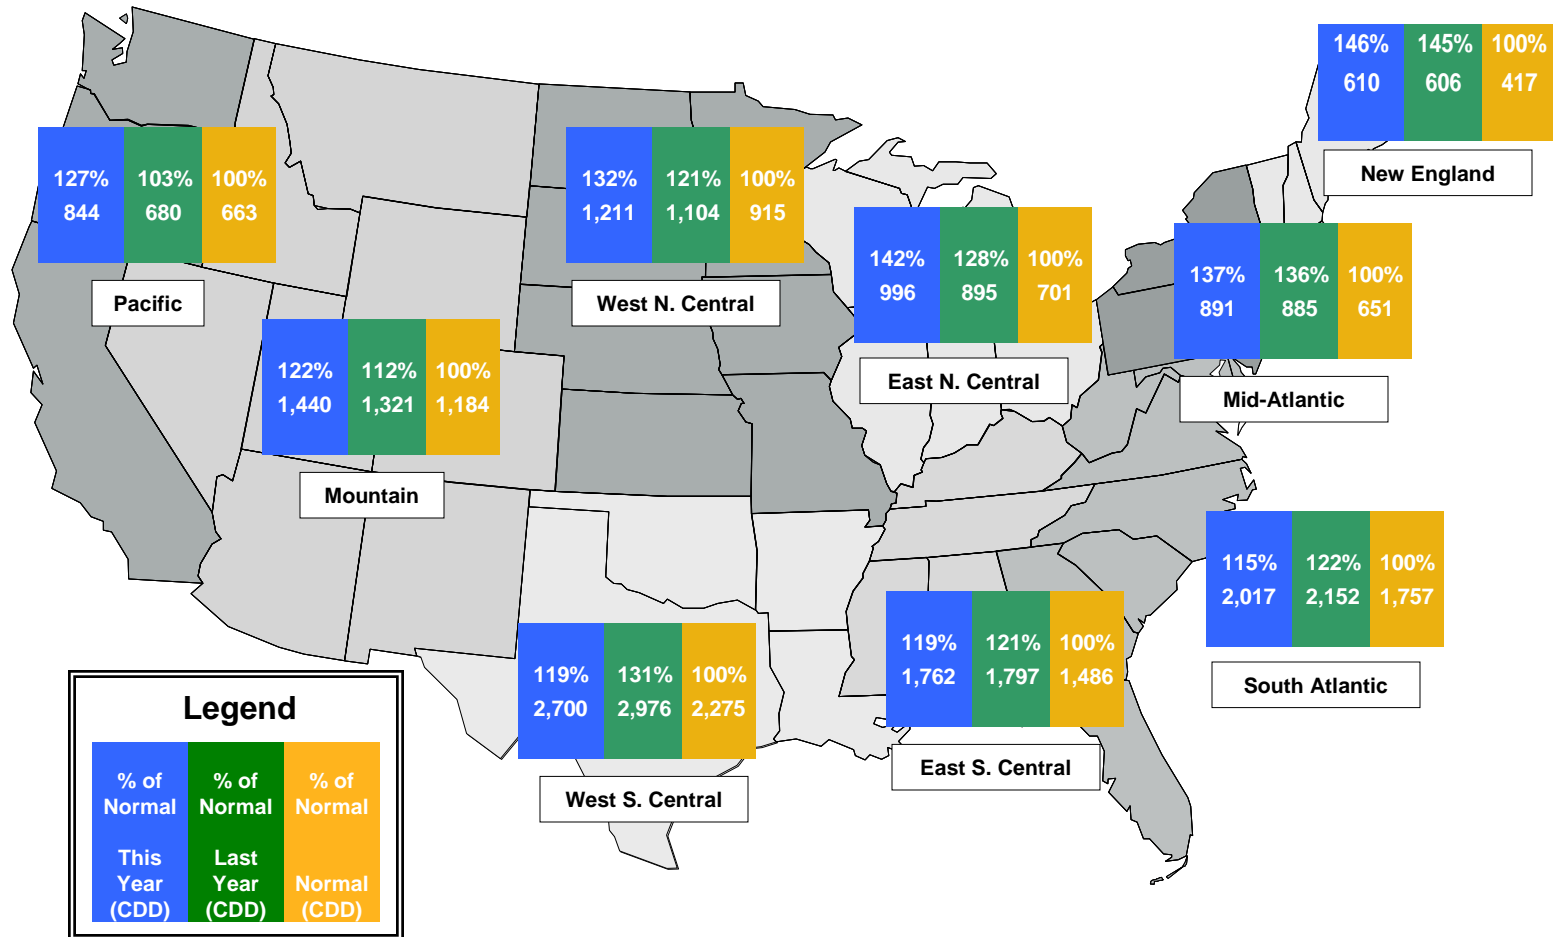 146% 145% 100%
610 606 417
New England
127% 103% 100%
844 680 663
Pacific
132% 121% 100%
1,211 1,104 915
West N. Central
142% 128% 100%
996 895 701
East N. Central
137% 136% 100%
891 885 651
Mid-Atlantic
122% 112% 100%
1,440 1,321 1,184
Mountain
115% 122% 100%
2,017 2,152 1,757
South Atlantic
119% 121% 100%
1,762 1,797 1,486
East S. Central
119% 131% 100%
2,700 2,976 2,275
West S. Central
Legend
% of % of % of
Normal Normal Normal
This Last
Year Year Normal
(CDD) (CDD) (CDD)